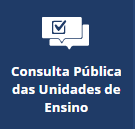 Consulta Pública
das Unidades de
Ensino